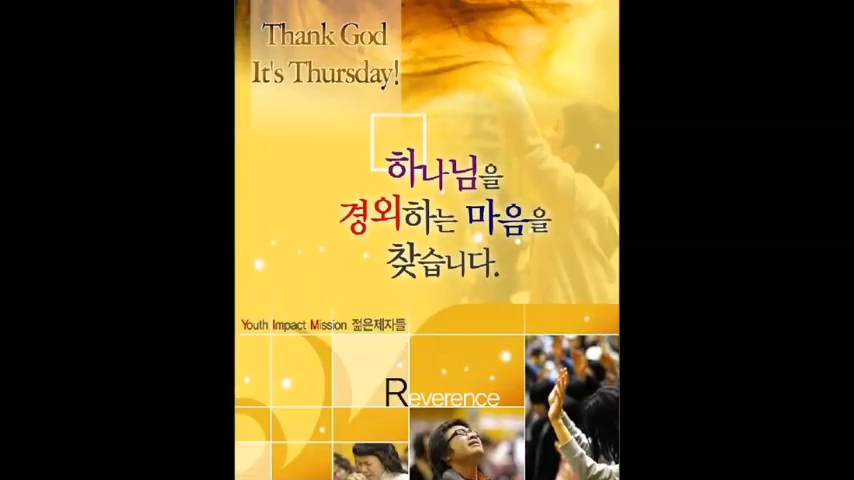 Thank God
It's Thursday!
하나님을
경외하는 마음을
찾습니다.
Youth Impact Mission 젊은제자들
Reverence